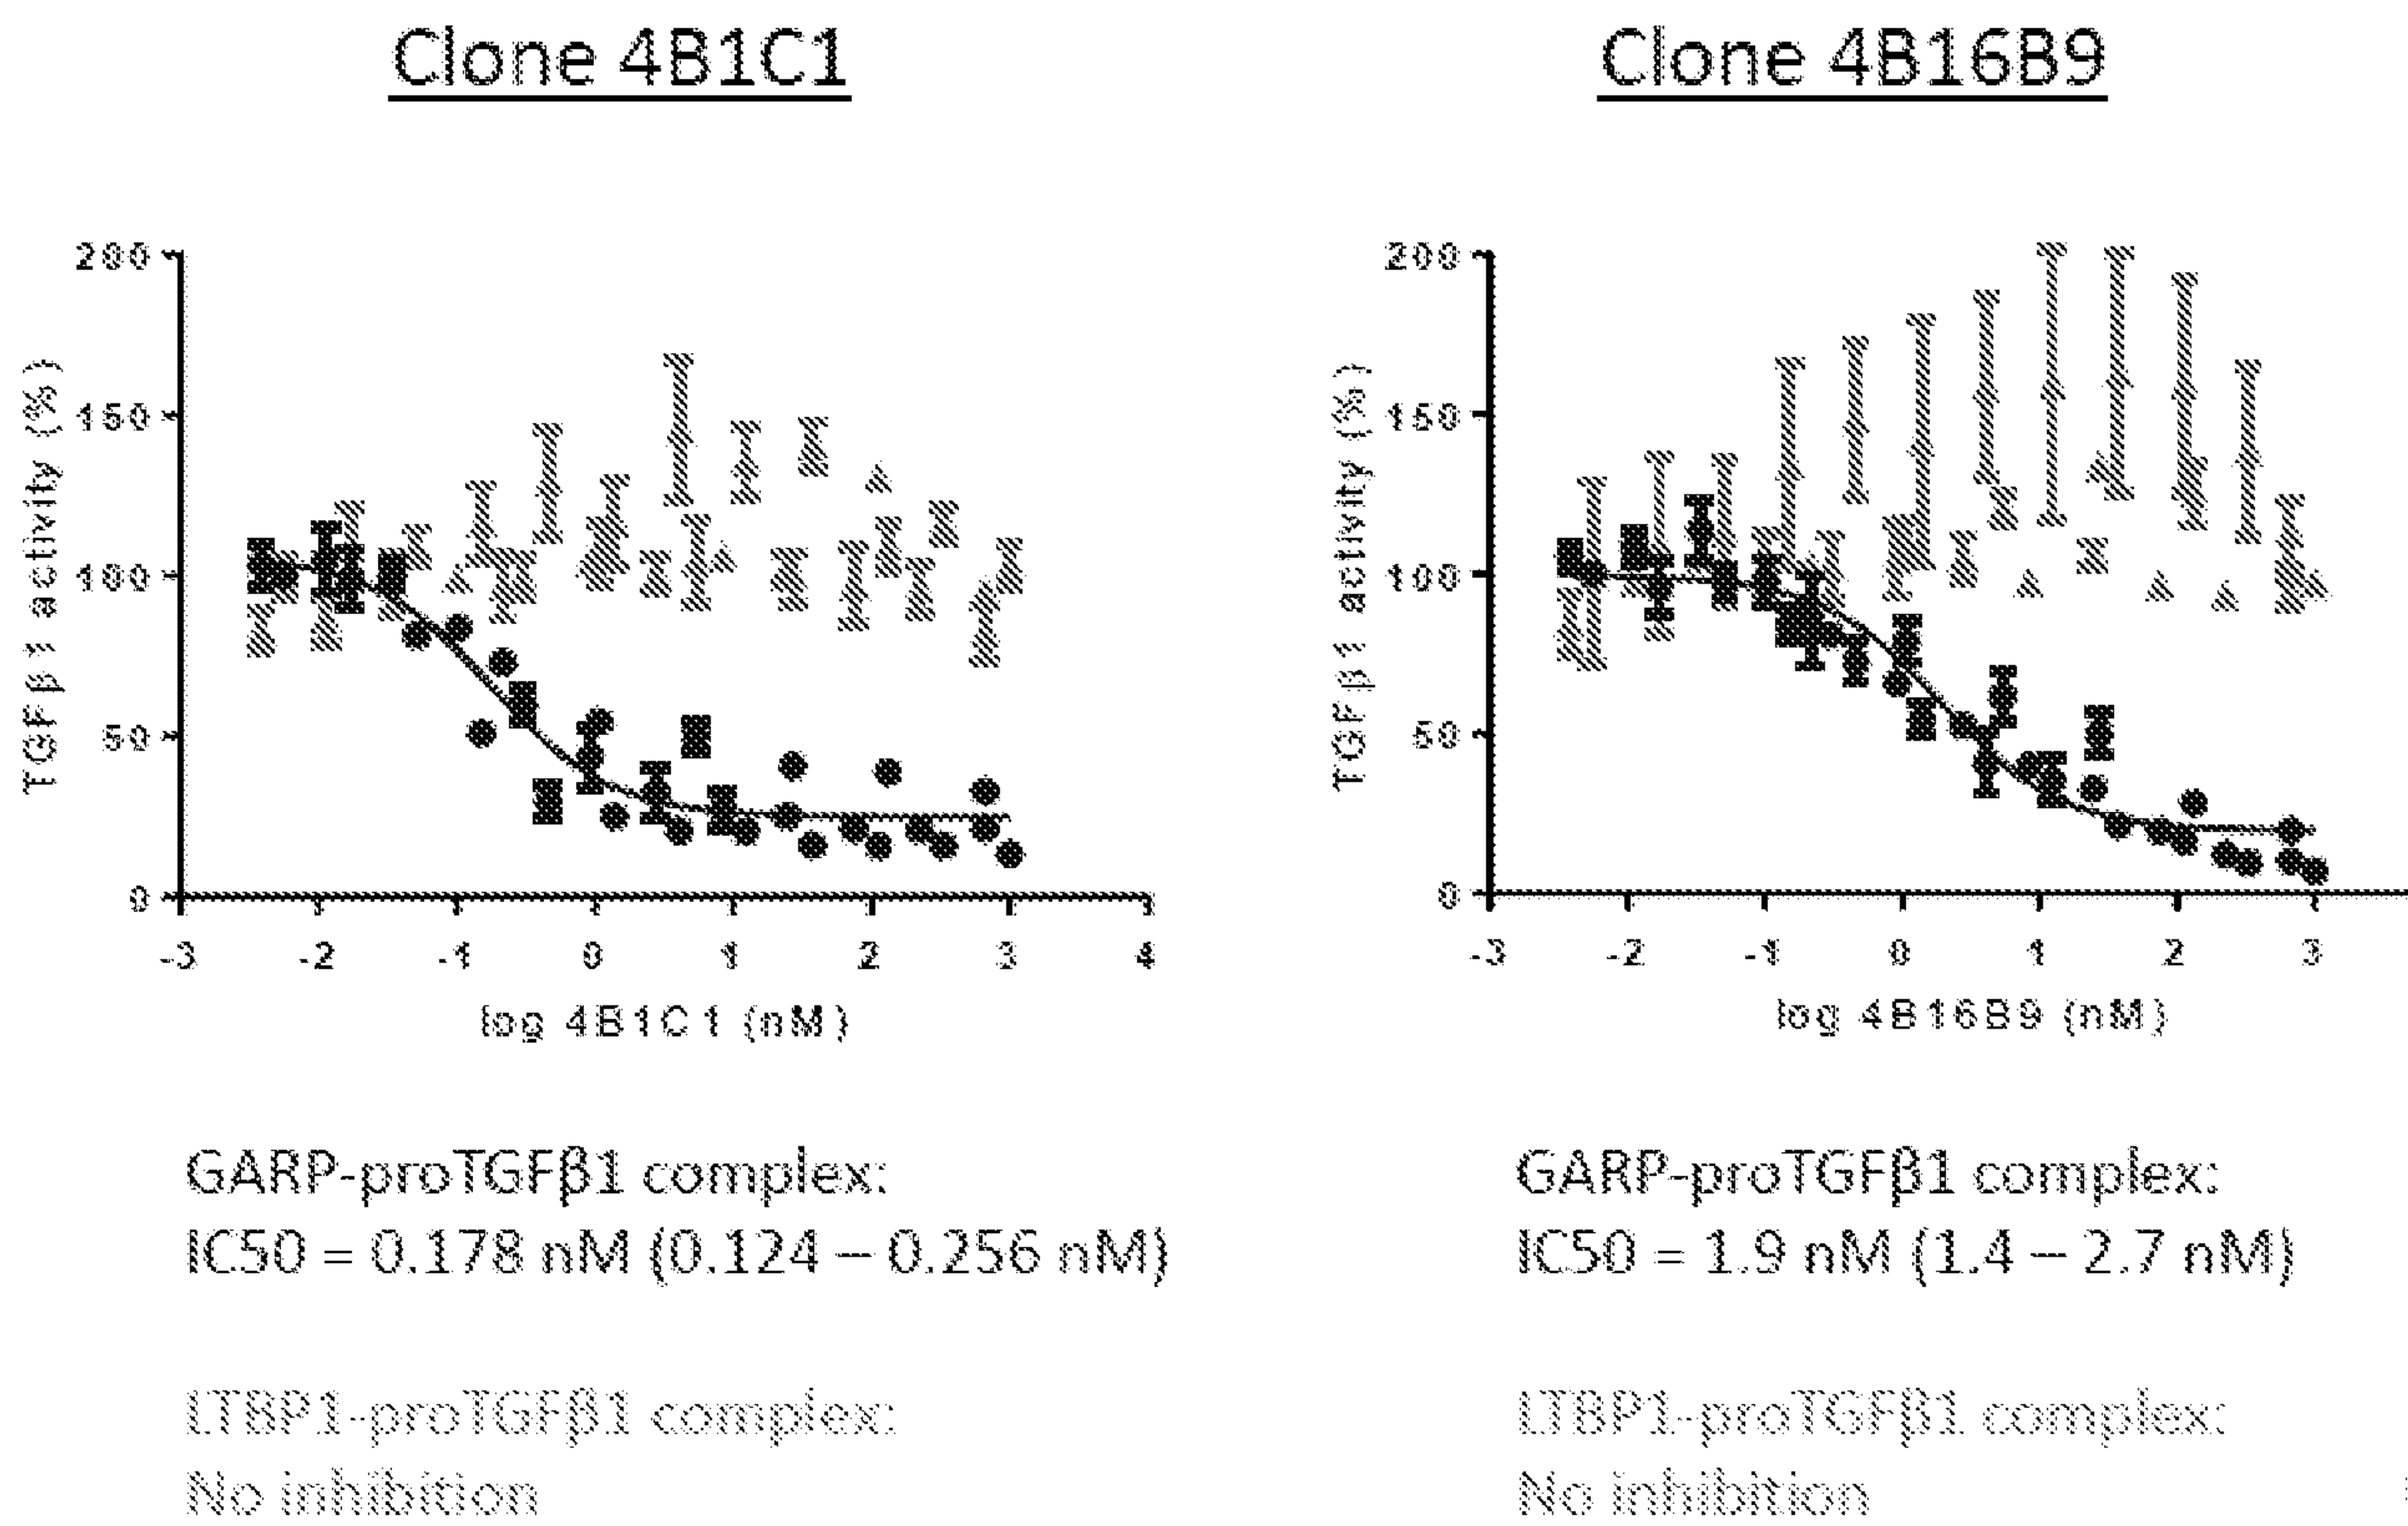 Clone 4B1C1
200
150
100
50
0
-3 -2 -1 0 1 2 3 4
TGFβ1 activity (%)
log 4B1C1 (nM)
GARP-proTGFβ1 complex:
IC50 = 0.178 nM (0.124 – 0.256 nM)
LTBP1-proTGFβ1 complex:
No inhibition
Clone 4B16B9
200
150
100
50
0
-3 -2 -1 0 1 2 3
TGFβ1 activity (%)
log 4B16B9 (nM)
GARP-proTGFβ1 complex:
IC50 = 1.9 nM (1.4 – 2.7 nM)
LTBP1-proTGFβ1 complex:
No inhibition